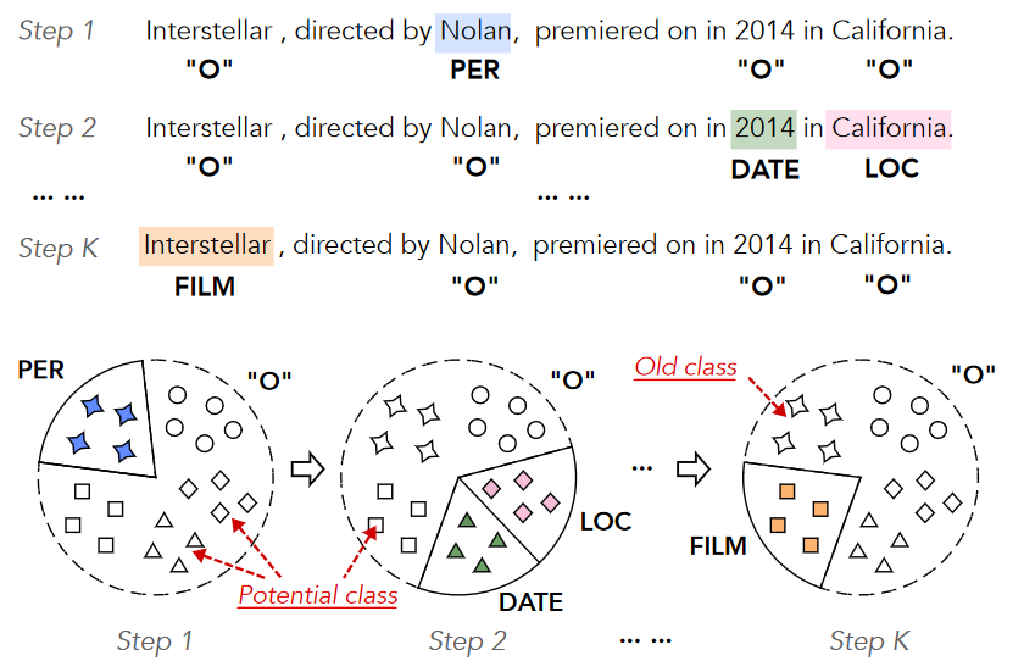 Step 1 Interstellar , directed by Nolan, premiered on in 2014 in California.
"O" PER "O" "O"
Step 2 Interstellar , directed by Nolan, premiered on in 2014 in California.
"O" "O" DATE LOC
... ... ... ...
Step K Interstellar , directed by Nolan, premiered on in 2014 in California.
FILM "O" "O" "O"
PER "O" "O" Old class "O"
...
LOC
FILM
Potential class DATE
Step 1 Step 2 ... ... Step K